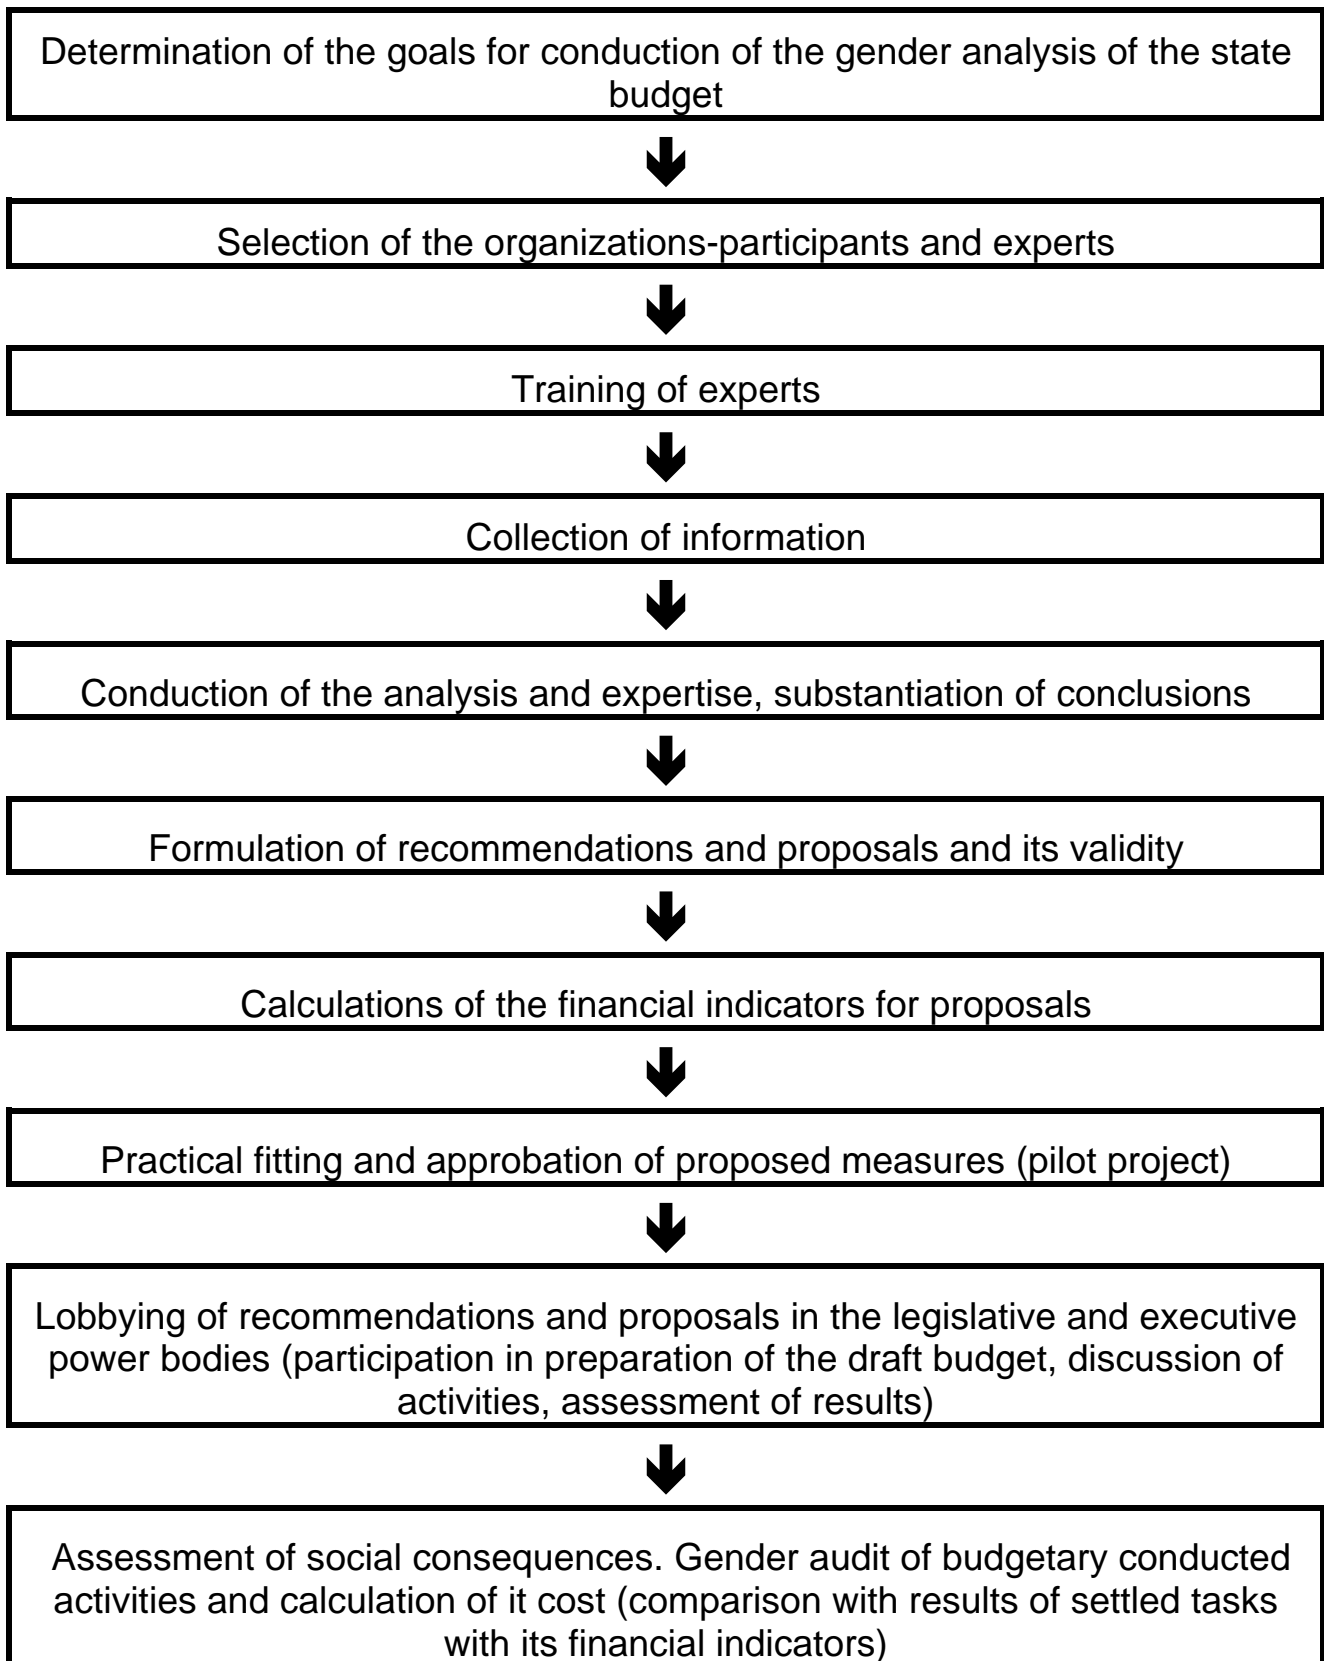 Determination of the goals for conduction of the gender analysis of the state
budget
Selection of the organizations-participants and experts
Training of experts
Collection of information
Conduction of the analysis and expertise, substantiation of conclusions
Formulation of recommendations and proposals and its validity
Calculations of the financial indicators for proposals
Practical fitting and approbation of proposed measures (pilot project)
Lobbying of recommendations and proposals in the legislative and executive
power bodies (participation in preparation of the draft budget, discussion of
activities, assessment of results)
Assessment of social consequences. Gender audit of budgetary conducted
activities and calculation of it cost (comparison with results of settled tasks
with its financial indicators)